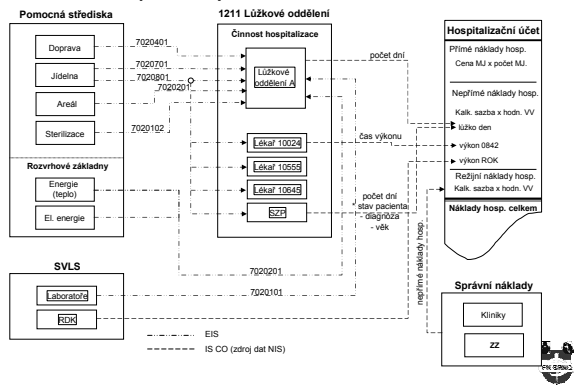 Pomocná střediska
Doprava
Jídelna
Areál
Sterilizace
Rozvrhové základny
Energie
(teplo)
El. energie
7020401
7020701
7020801
7020201
7020102
1211 Lůžkové oddělení
Činnost hospitalizace
Lůžkové
oddělení A
Lékař 10024
Lékař 10555
Lékař 10645
SZP
počet dní
čas výkonu
počet dní
* stav pacienta
- diagnóza
- věk
Hospitalizační účet
Přímé náklady hosp.
Cena MJ x počet MJ.
Nepřímé náklady hosp.
Kalk. sazba x hodn. VV
lůžko den
výkon 0842
výkon ROK
Režijní náklady hosp.
Kalk. sazba x hodn. VV
Náklady hosp. celkem
nepřímé náklady hosp.
SVLS
Laboratoře
RDK
7020201
7020101
EIS
IS CO (zdroj dat NIS)
Správní náklady
Kliniky
ZZ
FN BRNO